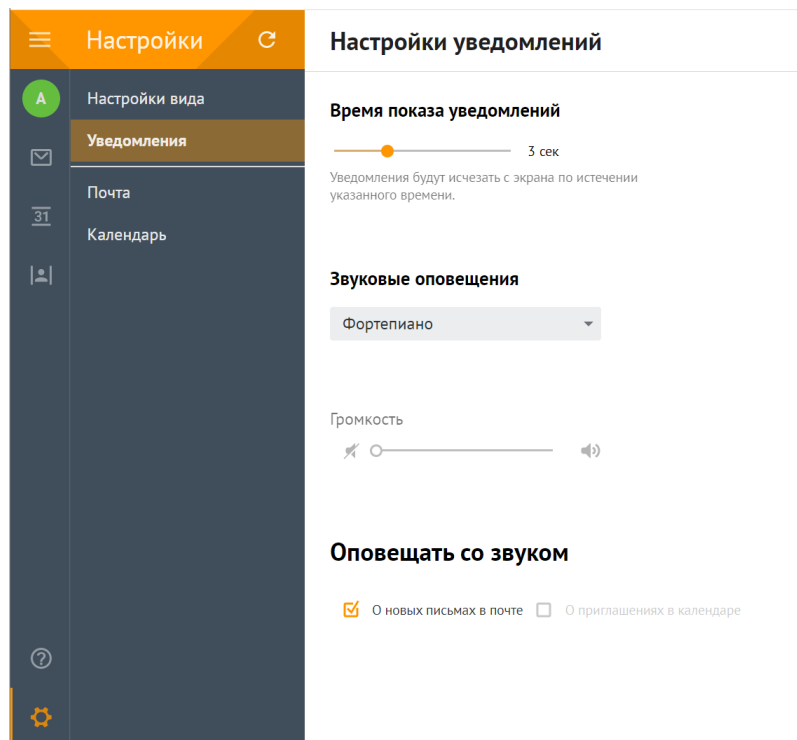 Настройки
А
31
Настройки вида
Уведомления
Почта
Календарь
Настройки уведомлений
Время показа уведомлений
3 сек
Уведомления будут исчезать с экрана по истечении
указанного времени.
Звуковые оповещения
Фортепиано
Громкость
Оповещать со звуком
О новых письмах в почте
О приглашениях в календаре